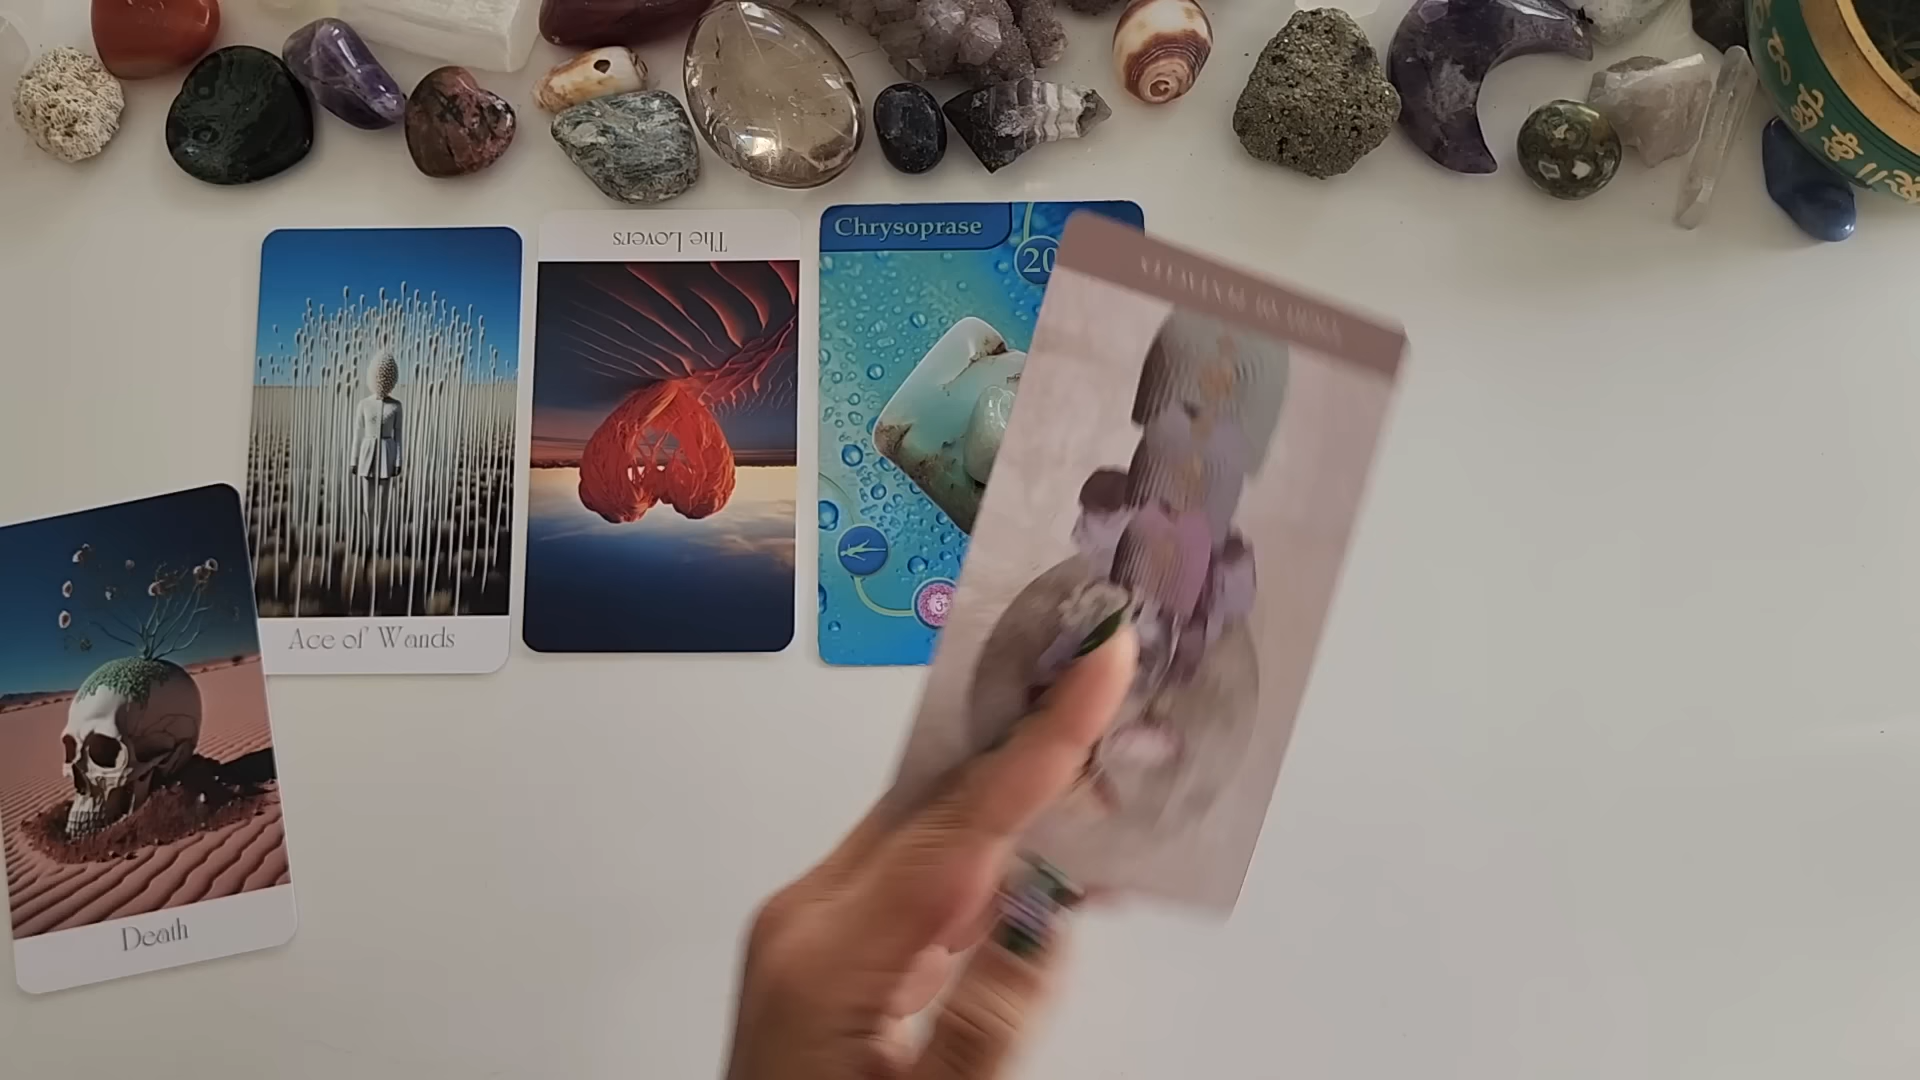 The Lovers
Chrysoprase
20
Ace of Wands
Death